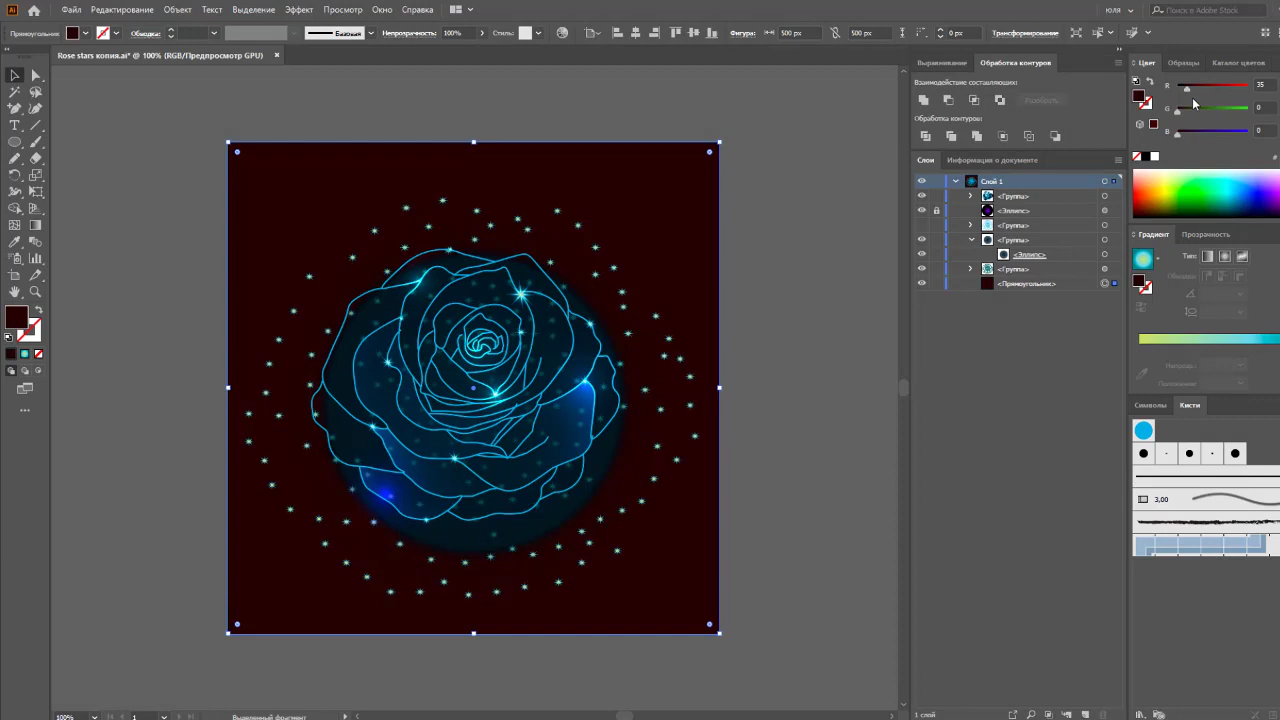 Ai Файл Редактирование Объект Текст Выделение Эффект Просмотр Окно Справка юля Поиск в Adobe Stock
Прямоугольник Обводка: Базовая Непрозрачность: 100% Стиль: Фигура: 500 px 500 px 0 px Трансформирование
Rose stars копия.ai* @ 100% (RGB/Предпросмотр GPU) ×
Выравнивание Обработка контуров Цвет Образцы Каталог цветов
Взаимодействие составляющих:
R 35
Разобрать
G 0
Обработка контуров:
B 0
#
Слои Информация о документе
Слой 1
<Группа>
<Эллипс>
<Группа>
<Группа>
<Эллипс>
<Группа>
<Прямоугольник>
Градиент Прозрачность
Тип:
Обводка:
Символы Кисти
3,00
100% 1 Выделенный фрагмент
1 слой